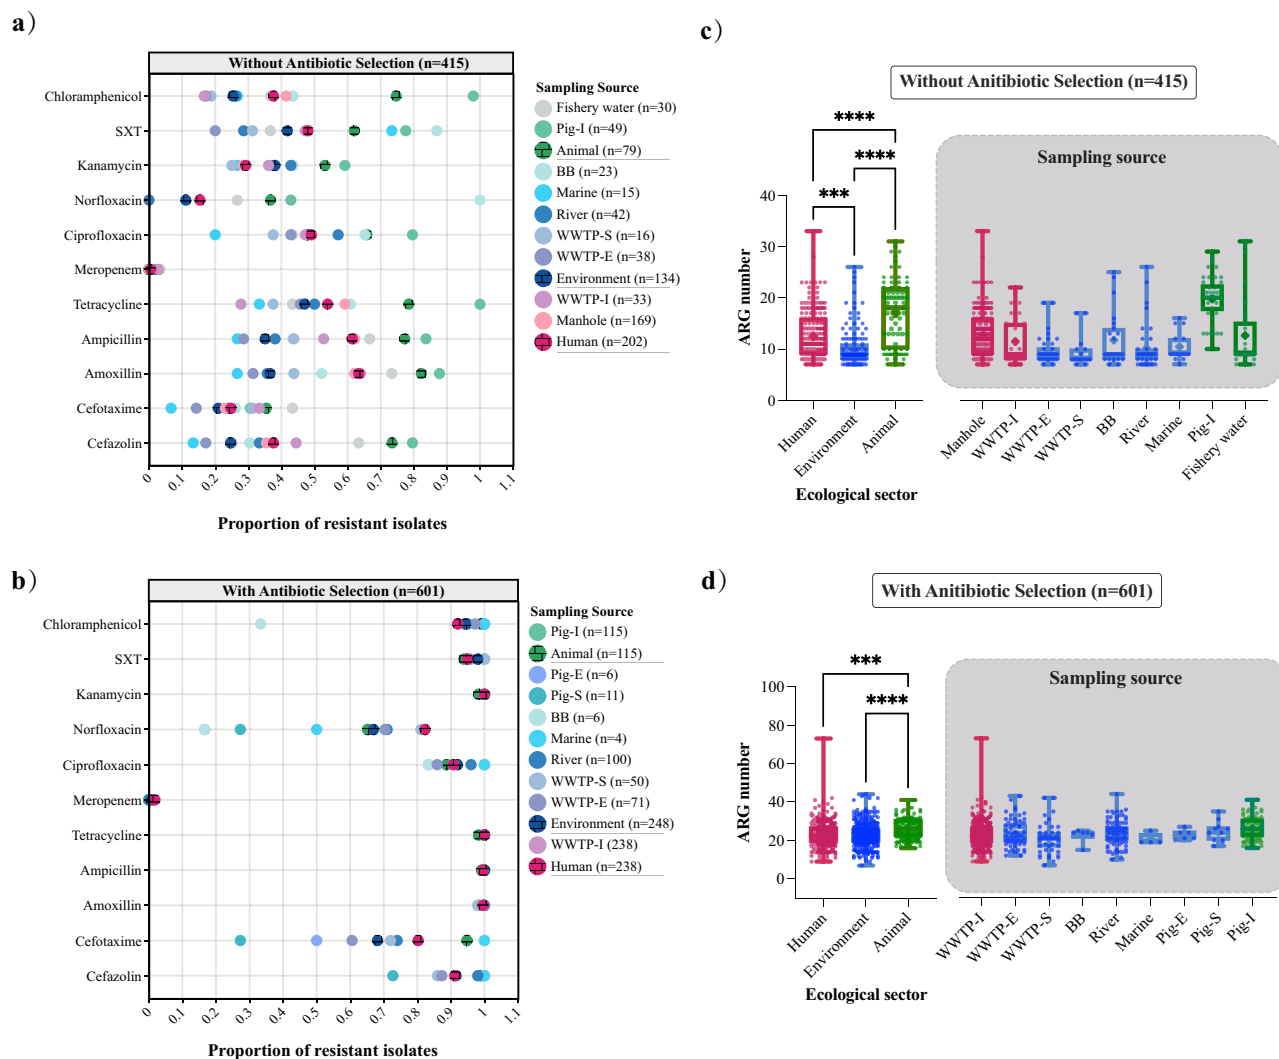 a)
Without Antibiotic Selection (n=415)
Chloramphenicol
SXT
Kanamycin
Norfloxacin
Ciprofloxacin
Meropenem
Tetracycline
Ampicillin
Amoxillin
Cefotaxime
Cefazolin
0 0.1 0.2 0.3 0.4 0.5 0.6 0.7 0.8 0.9 1 1.1
Proportion of resistant isolates
Sampling Source
Fishery water (n=30)
Pig-I (n=49)
Animal (n=79)
BB (n=23)
Marine (n=15)
River (n=42)
WWTP-S (n=16)
WWTP-E (n=38)
Environment (n=134)
WWTP-I (n=33)
Manhole (n=169)
Human (n=202)
c)
Without Anitibiotic Selection (n=415)
Sampling source
**** 
****
***
ARG number
40
30
20
10
0
Human
Environment
Animal
Ecological sector
Manhole
WWTP-I
WWTP-E
WWTP-S
BB
River
Marine
Pig-I
Fishery water
b)
With Antibiotic Selection (n=601)
Chloramphenicol
SXT
Kanamycin
Norfloxacin
Ciprofloxacin
Meropenem
Tetracycline
Ampicillin
Amoxillin
Cefotaxime
Cefazolin
0 0.1 0.2 0.3 0.4 0.5 0.6 0.7 0.8 0.9 1 1.1
Proportion of resistant isolates
Sampling Source
Pig-I (n=115)
Animal (n=115)
Pig-E (n=6)
Pig-S (n=11)
BB (n=6)
Marine (n=4)
River (n=100)
WWTP-S (n=50)
WWTP-E (n=71)
Environment (n=248)
WWTP-I (238)
Human (n=238)
d)
With Anitibiotic Selection (n=601)
Sampling source
***
****
ARG number
100
80
60
40
20
0
Human
Environment
Animal
Ecological sector
WWTP-I
WWTP-E
WWTP-S
BB
River
Marine
Pig-E
Pig-S
Pig-I